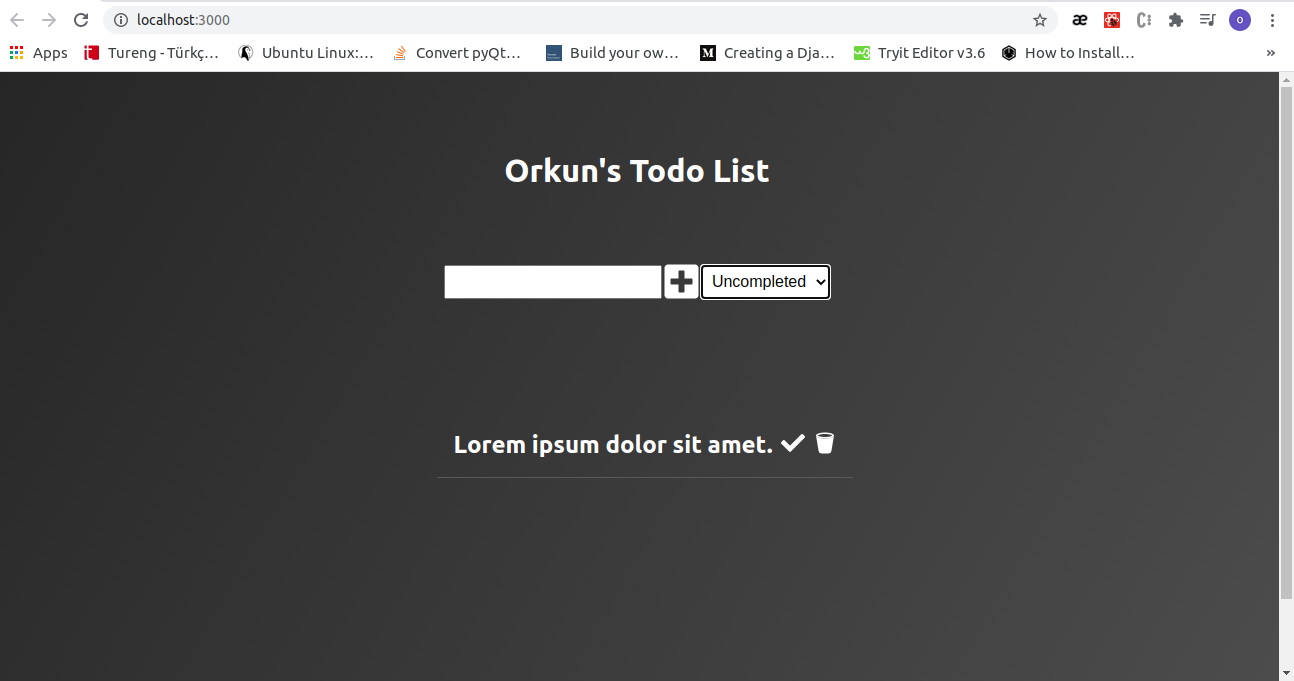 localhost:3000
Apps Tureng - Türkç… Ubuntu Linux:… Convert pyQt… Build your ow… Creating a Dja… Tryit Editor v3.6 How to Install… »
Orkun's Todo List
Uncompleted
Lorem ipsum dolor sit amet.